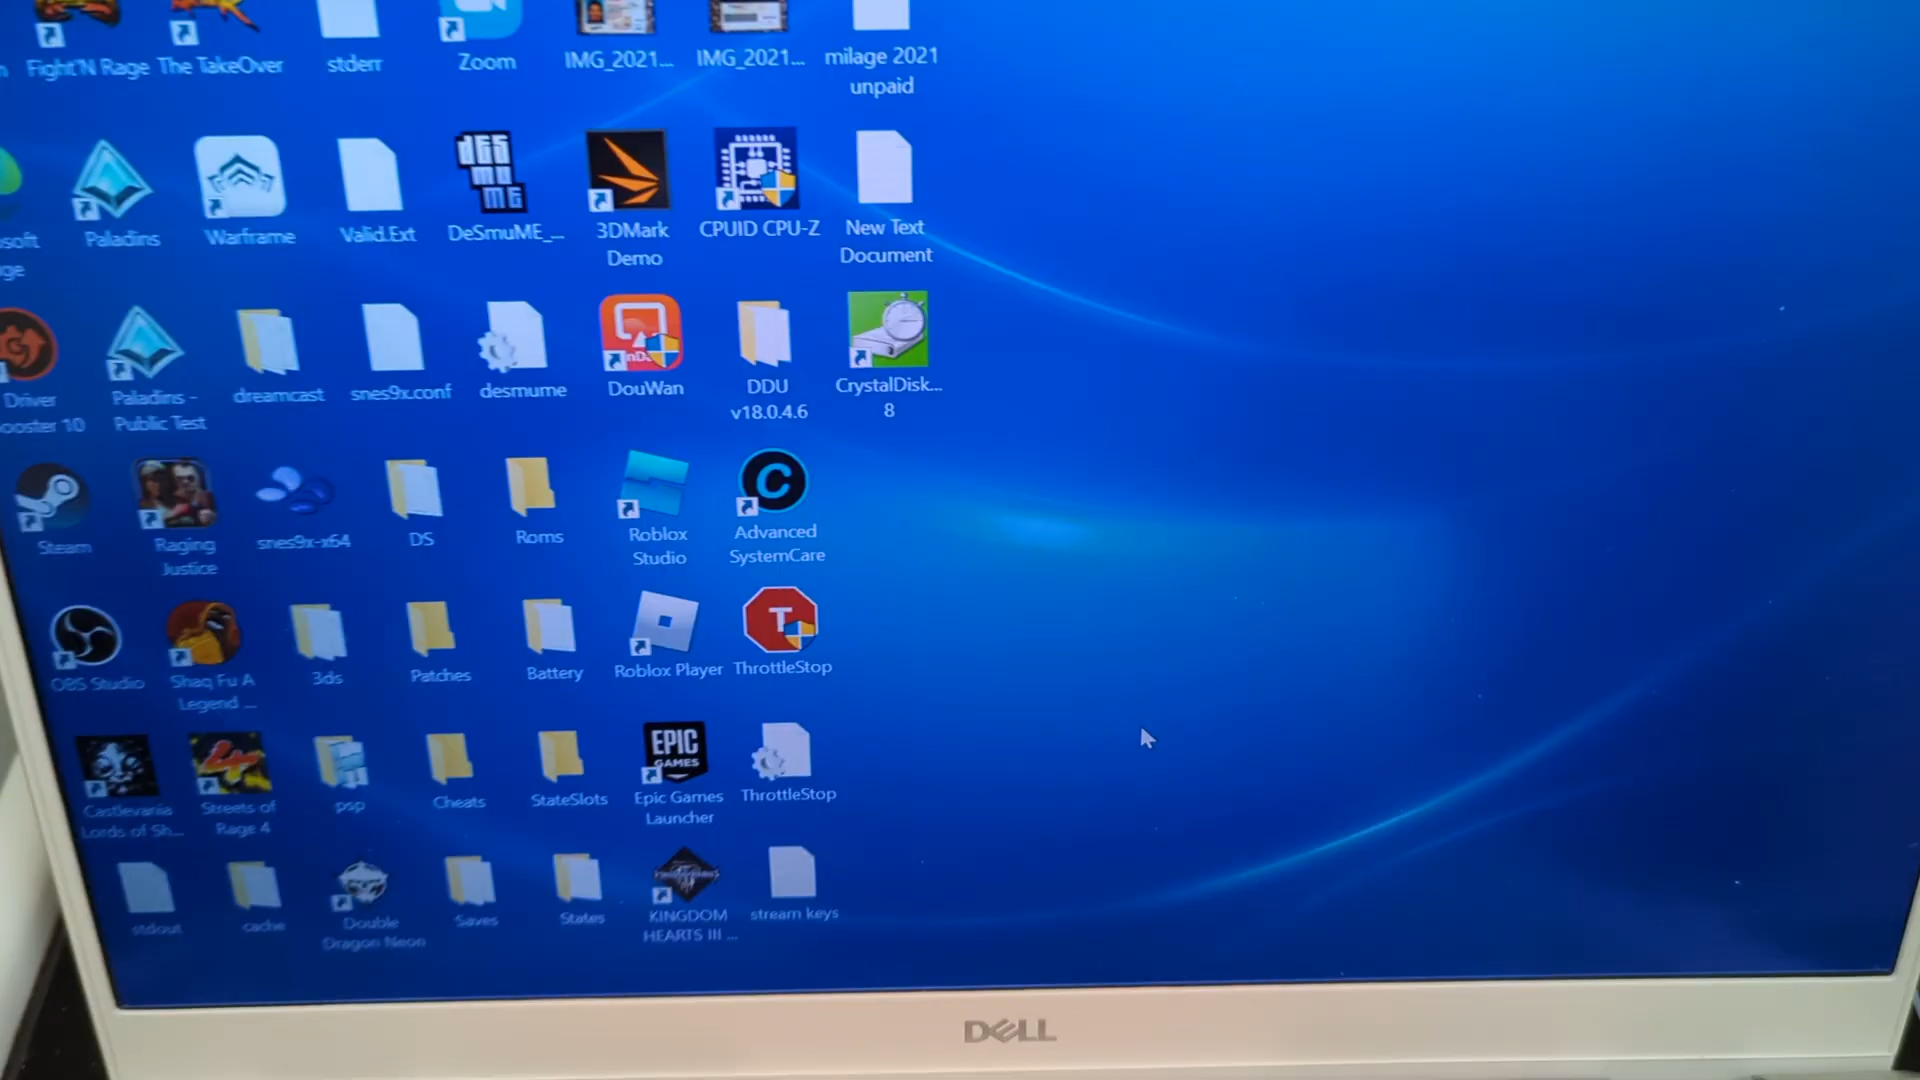 Fight'N Rage The TakeOver stderr Zoom IMG_2021... IMG_2021... milage 2021
unpaid
Paladins Warframe Valid.Ext DeSmuME_... 3DMark CPUID CPU-Z New Text
Demo Document
Driver Paladins - dreamcast snes9x.conf desmume DouWan DDU CrystalDisk...
Public Test v18.0.4.6 8
Steam Raging snes9x-x64 DS Roms Roblox Advanced
Justice Studio SystemCare
OBS Studio Shaq Fu A 3ds Patches Battery Roblox Player ThrottleStop
Legend ...
EPIC
GAMES
Castlevania Streets of psp Cheats StateSlots Epic Games ThrottleStop
Lords of Sh... Rage 4 Launcher
stdout cache Double Saves States KINGDOM stream keys
Dragon Neon HEARTS III ...
DELL